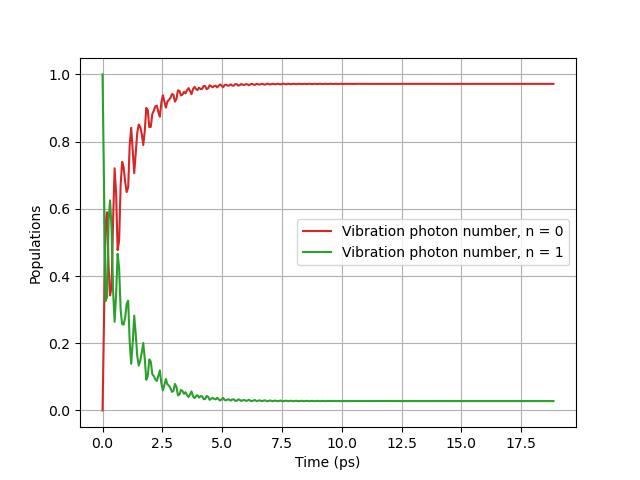 1.0
0.8
0.6
0.4
0.2
0.0
Populations
Vibration photon number, n = 0
Vibration photon number, n = 1
0.0 2.5 5.0 7.5 10.0 12.5 15.0 17.5
Time (ps)